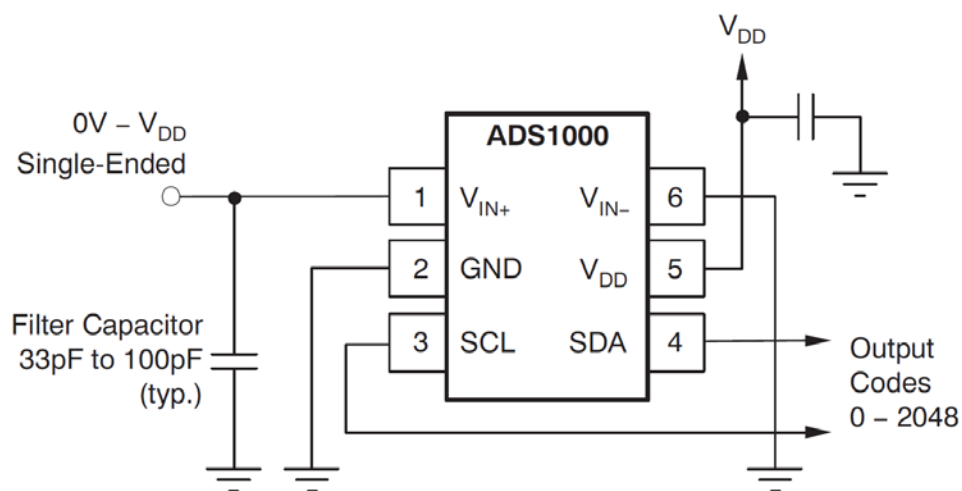 V_DD
0V – V_DD
Single-Ended
ADS1000
1
V_IN+
V_IN–
6
2
GND
V_DD
5
3
SCL
SDA
4
Filter Capacitor
33pF to 100pF
(typ.)
Output
Codes
0 – 2048